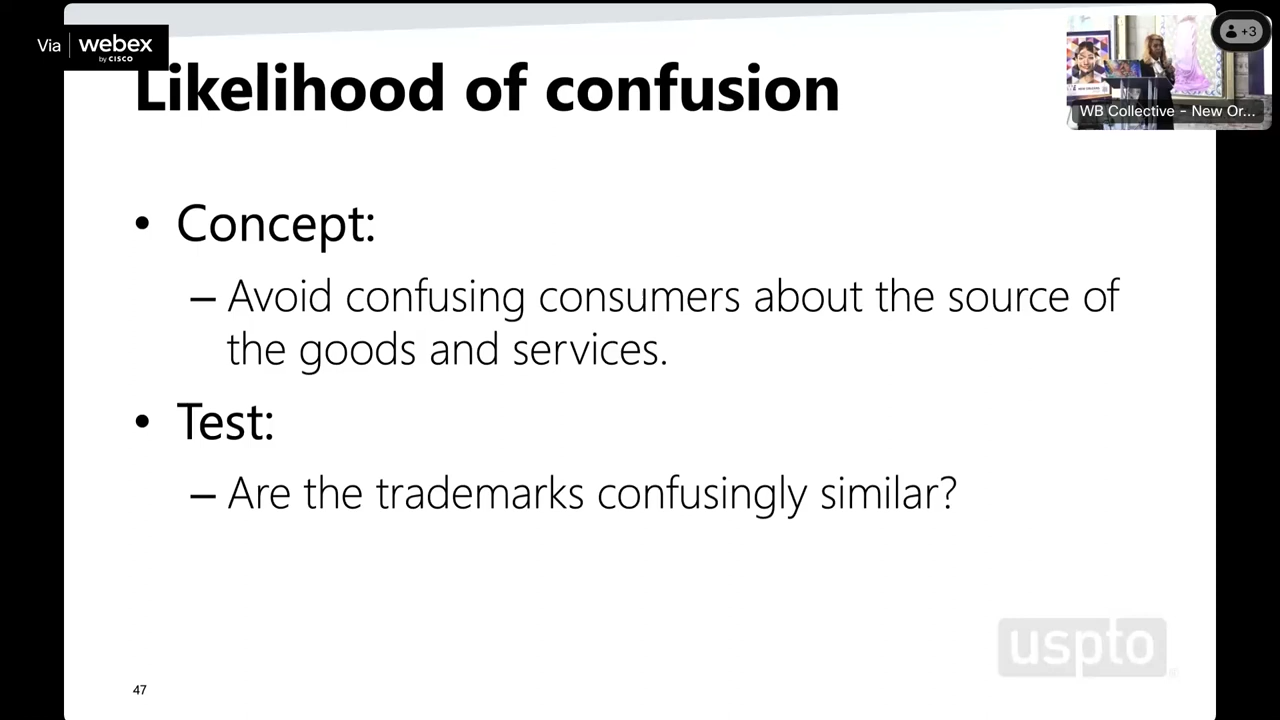 Via webex
by CISCO
+3
WB Collective - New Or...
Likelihood of confusion
• Concept:
– Avoid confusing consumers about the source of
the goods and services.
• Test:
– Are the trademarks confusingly similar?
uspto
47